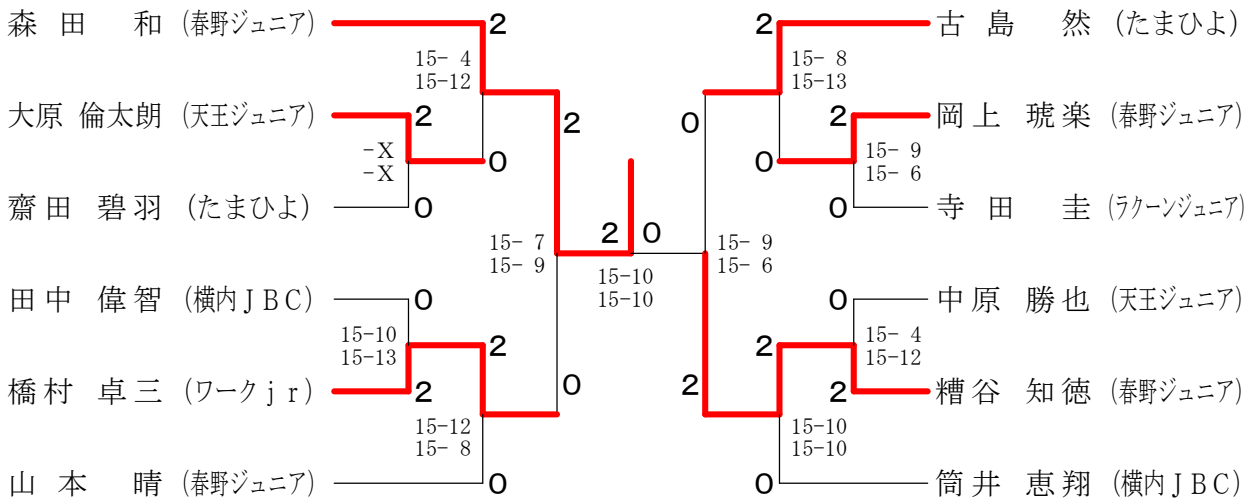 森田 和 (春野ジュニア)
2
15- 4
15-12
大原 倫太朗 (天王ジュニア)
2
-X
-X
0
齋田 碧羽 (たまひよ)
0
2
15- 7
15- 9
田中 偉智 (横内JBC)
0
15-10
15-13
2
橋村 卓三 (ワークjr)
2
15-12
15- 8
0
山本 晴 (春野ジュニア)
0
2 0
15-10
15-10
2
古島 然 (たまひよ)
15- 8
15-13
0
2
岡上 琥楽 (春野ジュニア)
0
15- 9
15- 6
0
寺田 圭 (ラクーンジュニア)
15- 9
15- 6
0
中原 勝也 (天王ジュニア)
2
15- 4
15-12
2
2
糟谷 知徳 (春野ジュニア)
15-10
15-10
0
筒井 恵翔 (横内JBC)